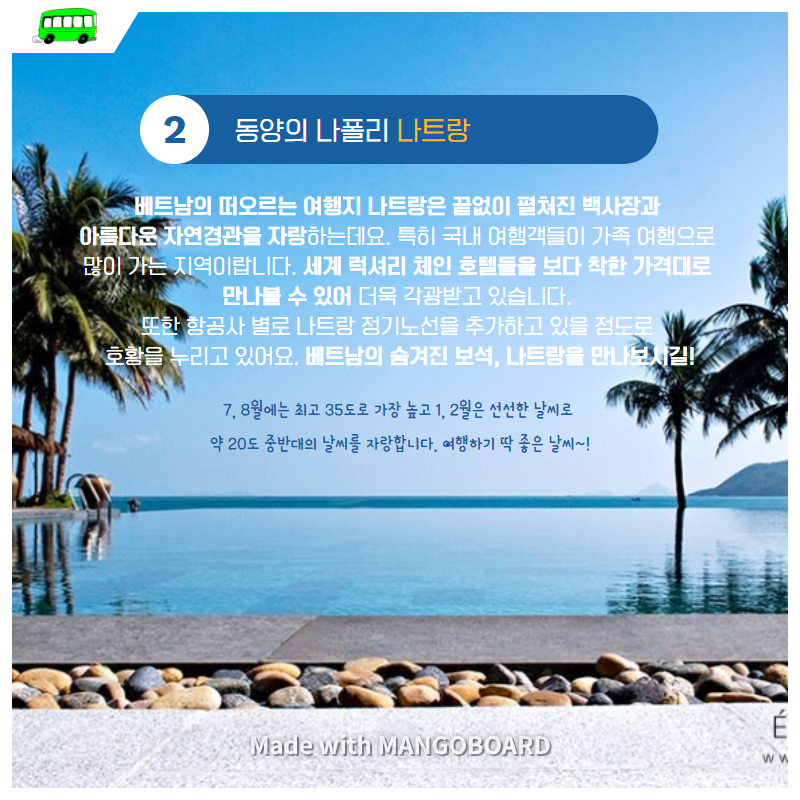 2
동양의 나폴리 나트랑
베트남의 떠오르는 여행지 나트랑은 끝없이 펼쳐진 백사장과
아름다운 자연경관을 자랑하는데요. 특히 국내 여행객들이 가족 여행으로
많이 가는 지역이랍니다. 세계 럭셔리 체인 호텔들을 보다 착한 가격대로
만나볼 수 있어 더욱 각광받고 있습니다.
또한 항공사 별로 나트랑 정기노선을 추가하고 있을 정도로
호황을 누리고 있어요. 베트남의 숨겨진 보석, 나트랑을 만나보시길!
7, 8월에는 최고 35도로 가장 높고 1, 2월은 선선한 날씨로
약 20도 중반대의 날씨를 자랑합니다. 여행하기 딱 좋은 날씨~!
Made with MANGOBOARD